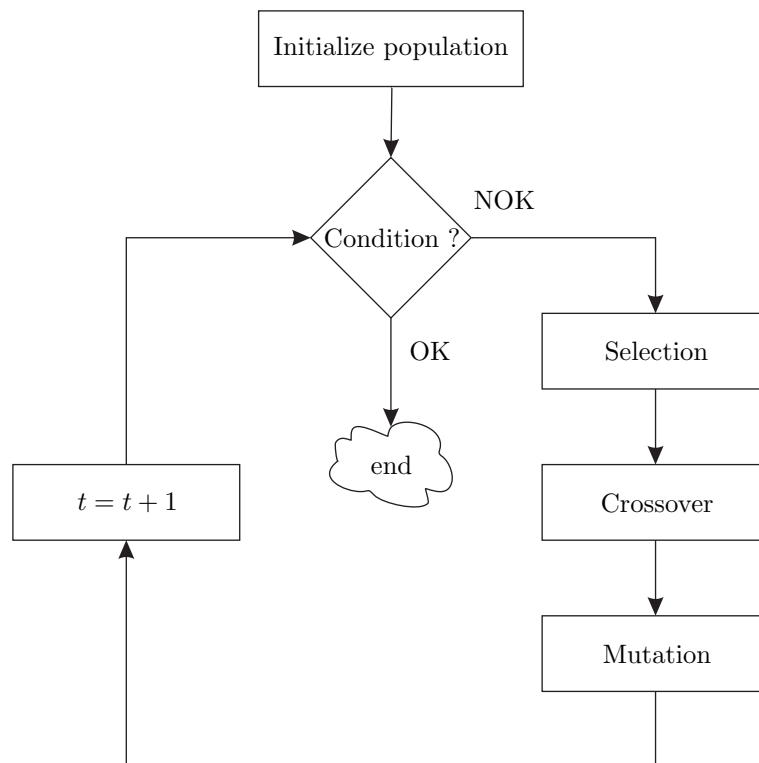 Initialize population
NOK
Condition ?
OK
Selection
end
t = t + 1
Crossover
Mutation